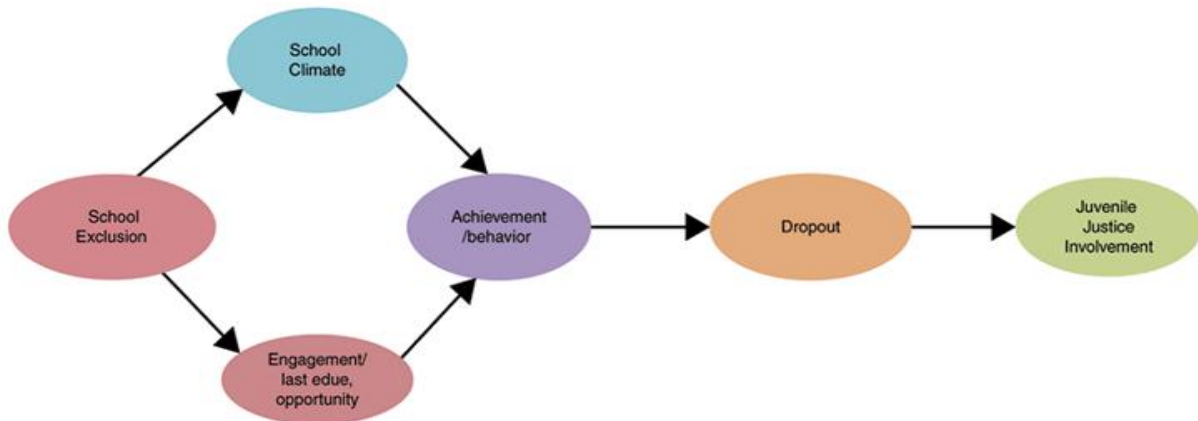 School
Climate
School
Exclusion
Achievement
/behavior
Dropout
Juvenile
Justice
Involvement
Engagement/
last edue,
opportunity